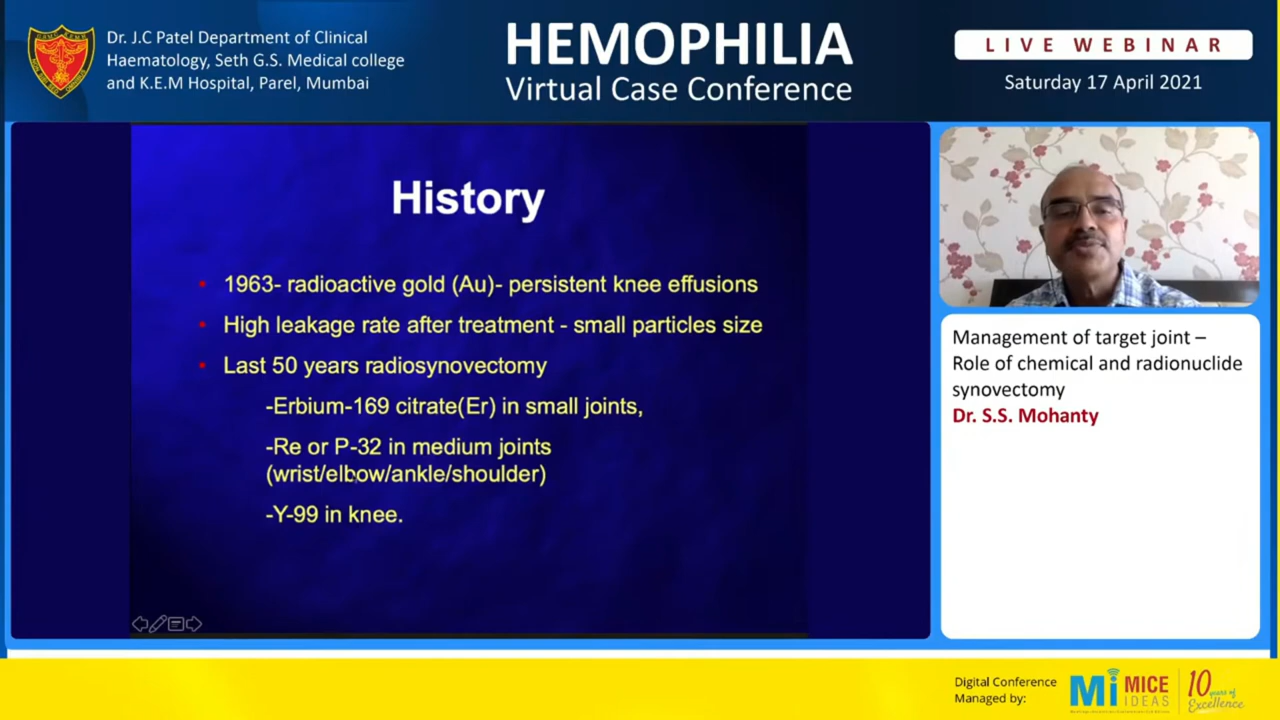 Dr. J.C Patel Department of Clinical
Haematology, Seth G.S. Medical college
and K.E.M Hospital, Parel, Mumbai
HEMOPHILIA
Virtual Case Conference
LIVE WEBINAR
Saturday 17 April 2021
History
• 1963- radioactive gold (Au)- persistent knee effusions
• High leakage rate after treatment - small particles size
• Last 50 years radiosynovectomy
-Erbium-169 citrate(Er) in small joints,
-Re or P-32 in medium joints
(wrist/elbow/ankle/shoulder)
-Y-99 in knee.
Management of target joint –
Role of chemical and radionuclide
synovectomy
Dr. S.S. Mohanty
Digital Conference
Managed by:
Mi MICE
IDEAS
10 years of
Excellence